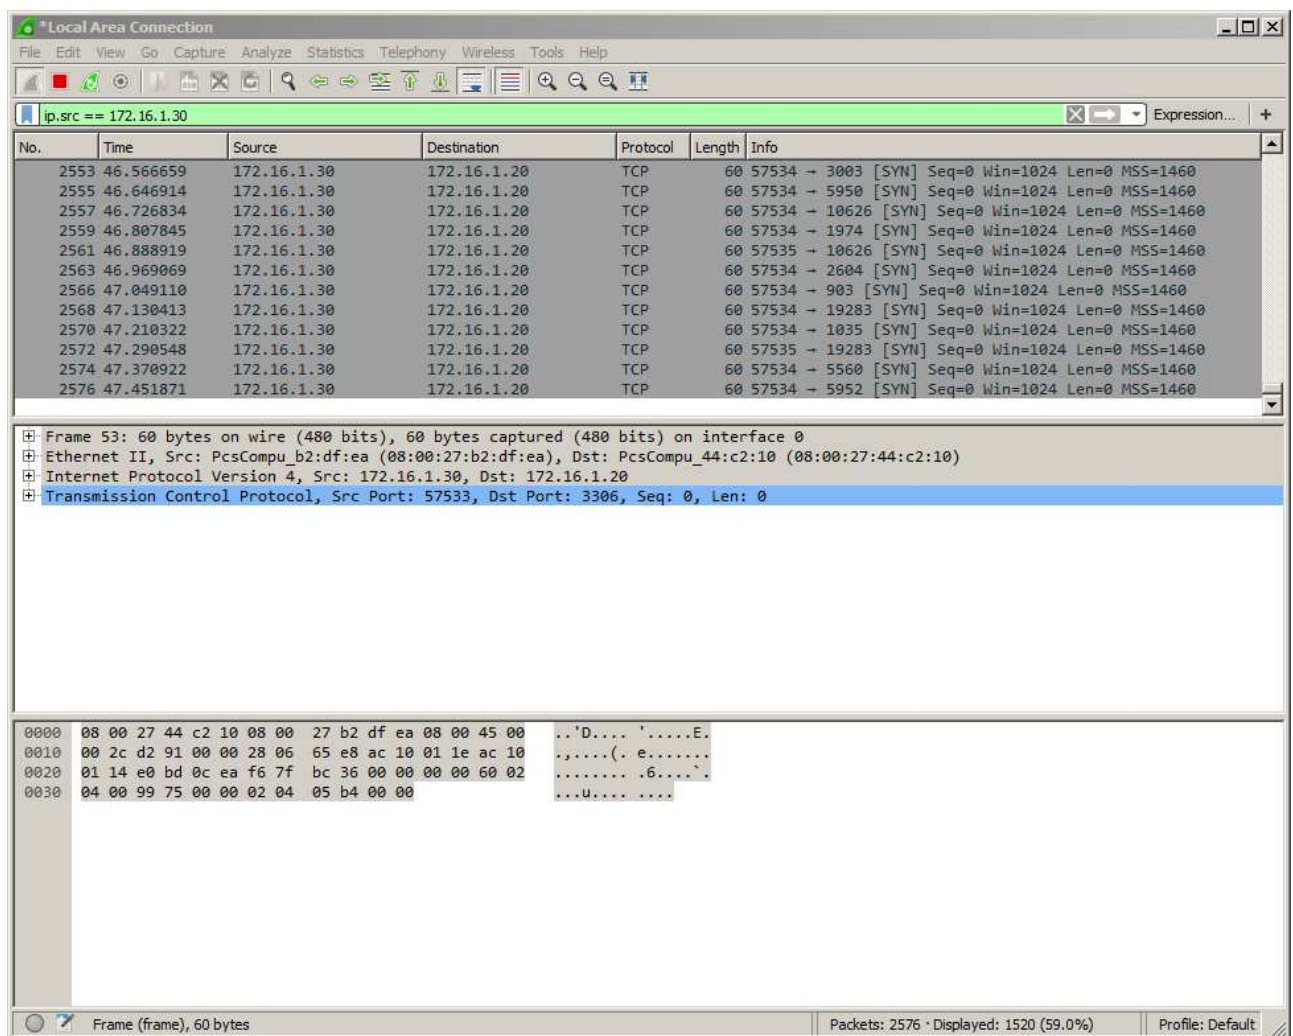 *Local Area Connection
File Edit View Go Capture Analyze Statistics Telephony Wireless Tools Help
ip.src == 172.16.1.30 Expression... +
No. Time Source Destination Protocol Length Info
2553 46.566659 172.16.1.30 172.16.1.20 TCP 60 57534 → 3003 [SYN] Seq=0 Win=1024 Len=0 MSS=1460
2555 46.646914 172.16.1.30 172.16.1.20 TCP 60 57534 → 5950 [SYN] Seq=0 Win=1024 Len=0 MSS=1460
2557 46.726834 172.16.1.30 172.16.1.20 TCP 60 57534 → 10626 [SYN] Seq=0 Win=1024 Len=0 MSS=1460
2559 46.807845 172.16.1.30 172.16.1.20 TCP 60 57534 → 1974 [SYN] Seq=0 Win=1024 Len=0 MSS=1460
2561 46.888919 172.16.1.30 172.16.1.20 TCP 60 57535 → 10626 [SYN] Seq=0 Win=1024 Len=0 MSS=1460
2563 46.969069 172.16.1.30 172.16.1.20 TCP 60 57534 → 2604 [SYN] Seq=0 Win=1024 Len=0 MSS=1460
2566 47.049110 172.16.1.30 172.16.1.20 TCP 60 57534 → 903 [SYN] Seq=0 Win=1024 Len=0 MSS=1460
2568 47.130413 172.16.1.30 172.16.1.20 TCP 60 57534 → 19283 [SYN] Seq=0 Win=1024 Len=0 MSS=1460
2570 47.210322 172.16.1.30 172.16.1.20 TCP 60 57534 → 1035 [SYN] Seq=0 Win=1024 Len=0 MSS=1460
2572 47.290548 172.16.1.30 172.16.1.20 TCP 60 57535 → 19283 [SYN] Seq=0 Win=1024 Len=0 MSS=1460
2574 47.370922 172.16.1.30 172.16.1.20 TCP 60 57534 → 5560 [SYN] Seq=0 Win=1024 Len=0 MSS=1460
2576 47.451871 172.16.1.30 172.16.1.20 TCP 60 57534 → 5952 [SYN] Seq=0 Win=1024 Len=0 MSS=1460
Frame 53: 60 bytes on wire (480 bits), 60 bytes captured (480 bits) on interface 0
Ethernet II, Src: PcsCompu_b2:df:ea (08:00:27:b2:df:ea), Dst: PcsCompu_44:c2:10 (08:00:27:44:c2:10)
Internet Protocol Version 4, Src: 172.16.1.30, Dst: 172.16.1.20
Transmission Control Protocol, Src Port: 57533, Dst Port: 3306, Seq: 0, Len: 0
0000 08 00 27 44 c2 10 08 00 27 b2 df ea 08 00 45 00 ..'D.... '.....E.
0010 00 2c d2 91 00 00 28 06 65 e8 ac 10 01 1e ac 10 .,....(. e.......
0020 01 14 e0 bd 0c ea f6 7f bc 36 00 00 00 00 60 02 ........ .6....`.
0030 04 00 99 75 00 00 02 04 05 b4 00 00 ...u.... ....
Frame (frame), 60 bytes Packets: 2576 · Displayed: 1520 (59.0%) Profile: Default